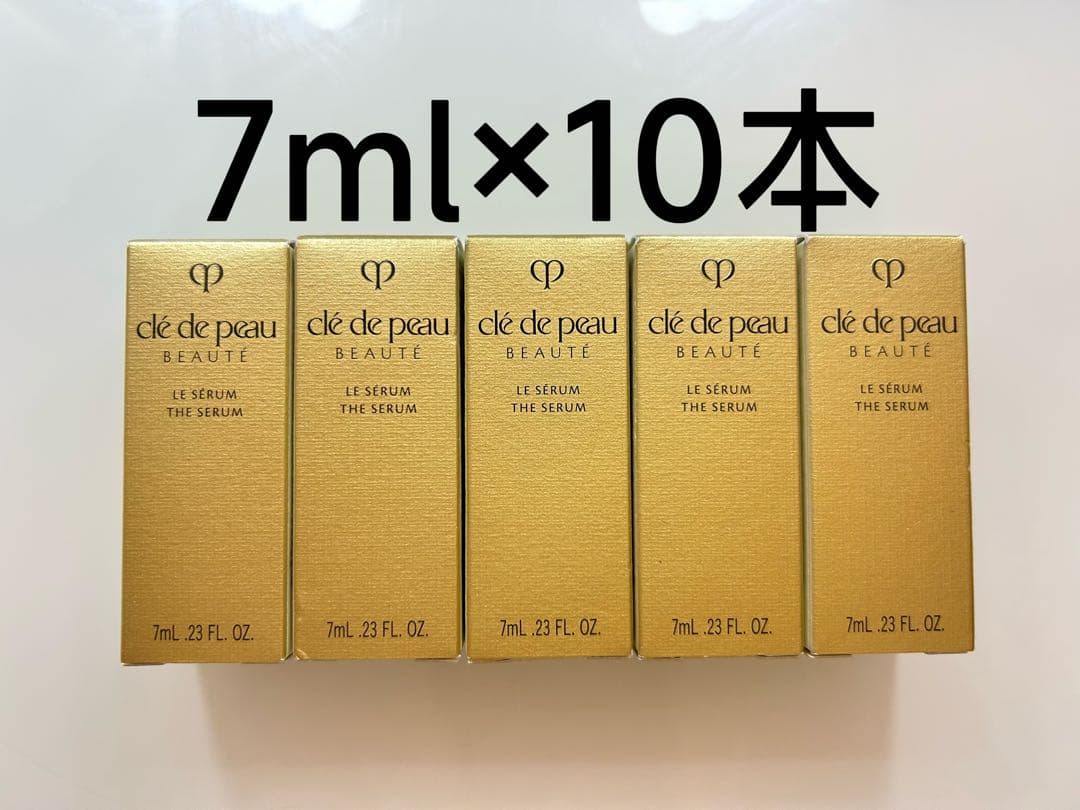 7ml×10本
clé de peau
BEAUTÉ
LE SÉRUM
THE SERUM
7mL .23 FL. OZ.
clé de peau
BEAUTÉ
LE SÉRUM
THE SERUM
7mL .23 FL. OZ.
clé de peau
BEAUTÉ
LE SÉRUM
THE SERUM
7mL .23 FL. OZ.
clé de peau
BEAUTÉ
LE SÉRUM
THE SERUM
7mL .23 FL. OZ.
clé de peau
BEAUTÉ
LE SÉRUM
THE SERUM
7mL .23 FL. OZ.